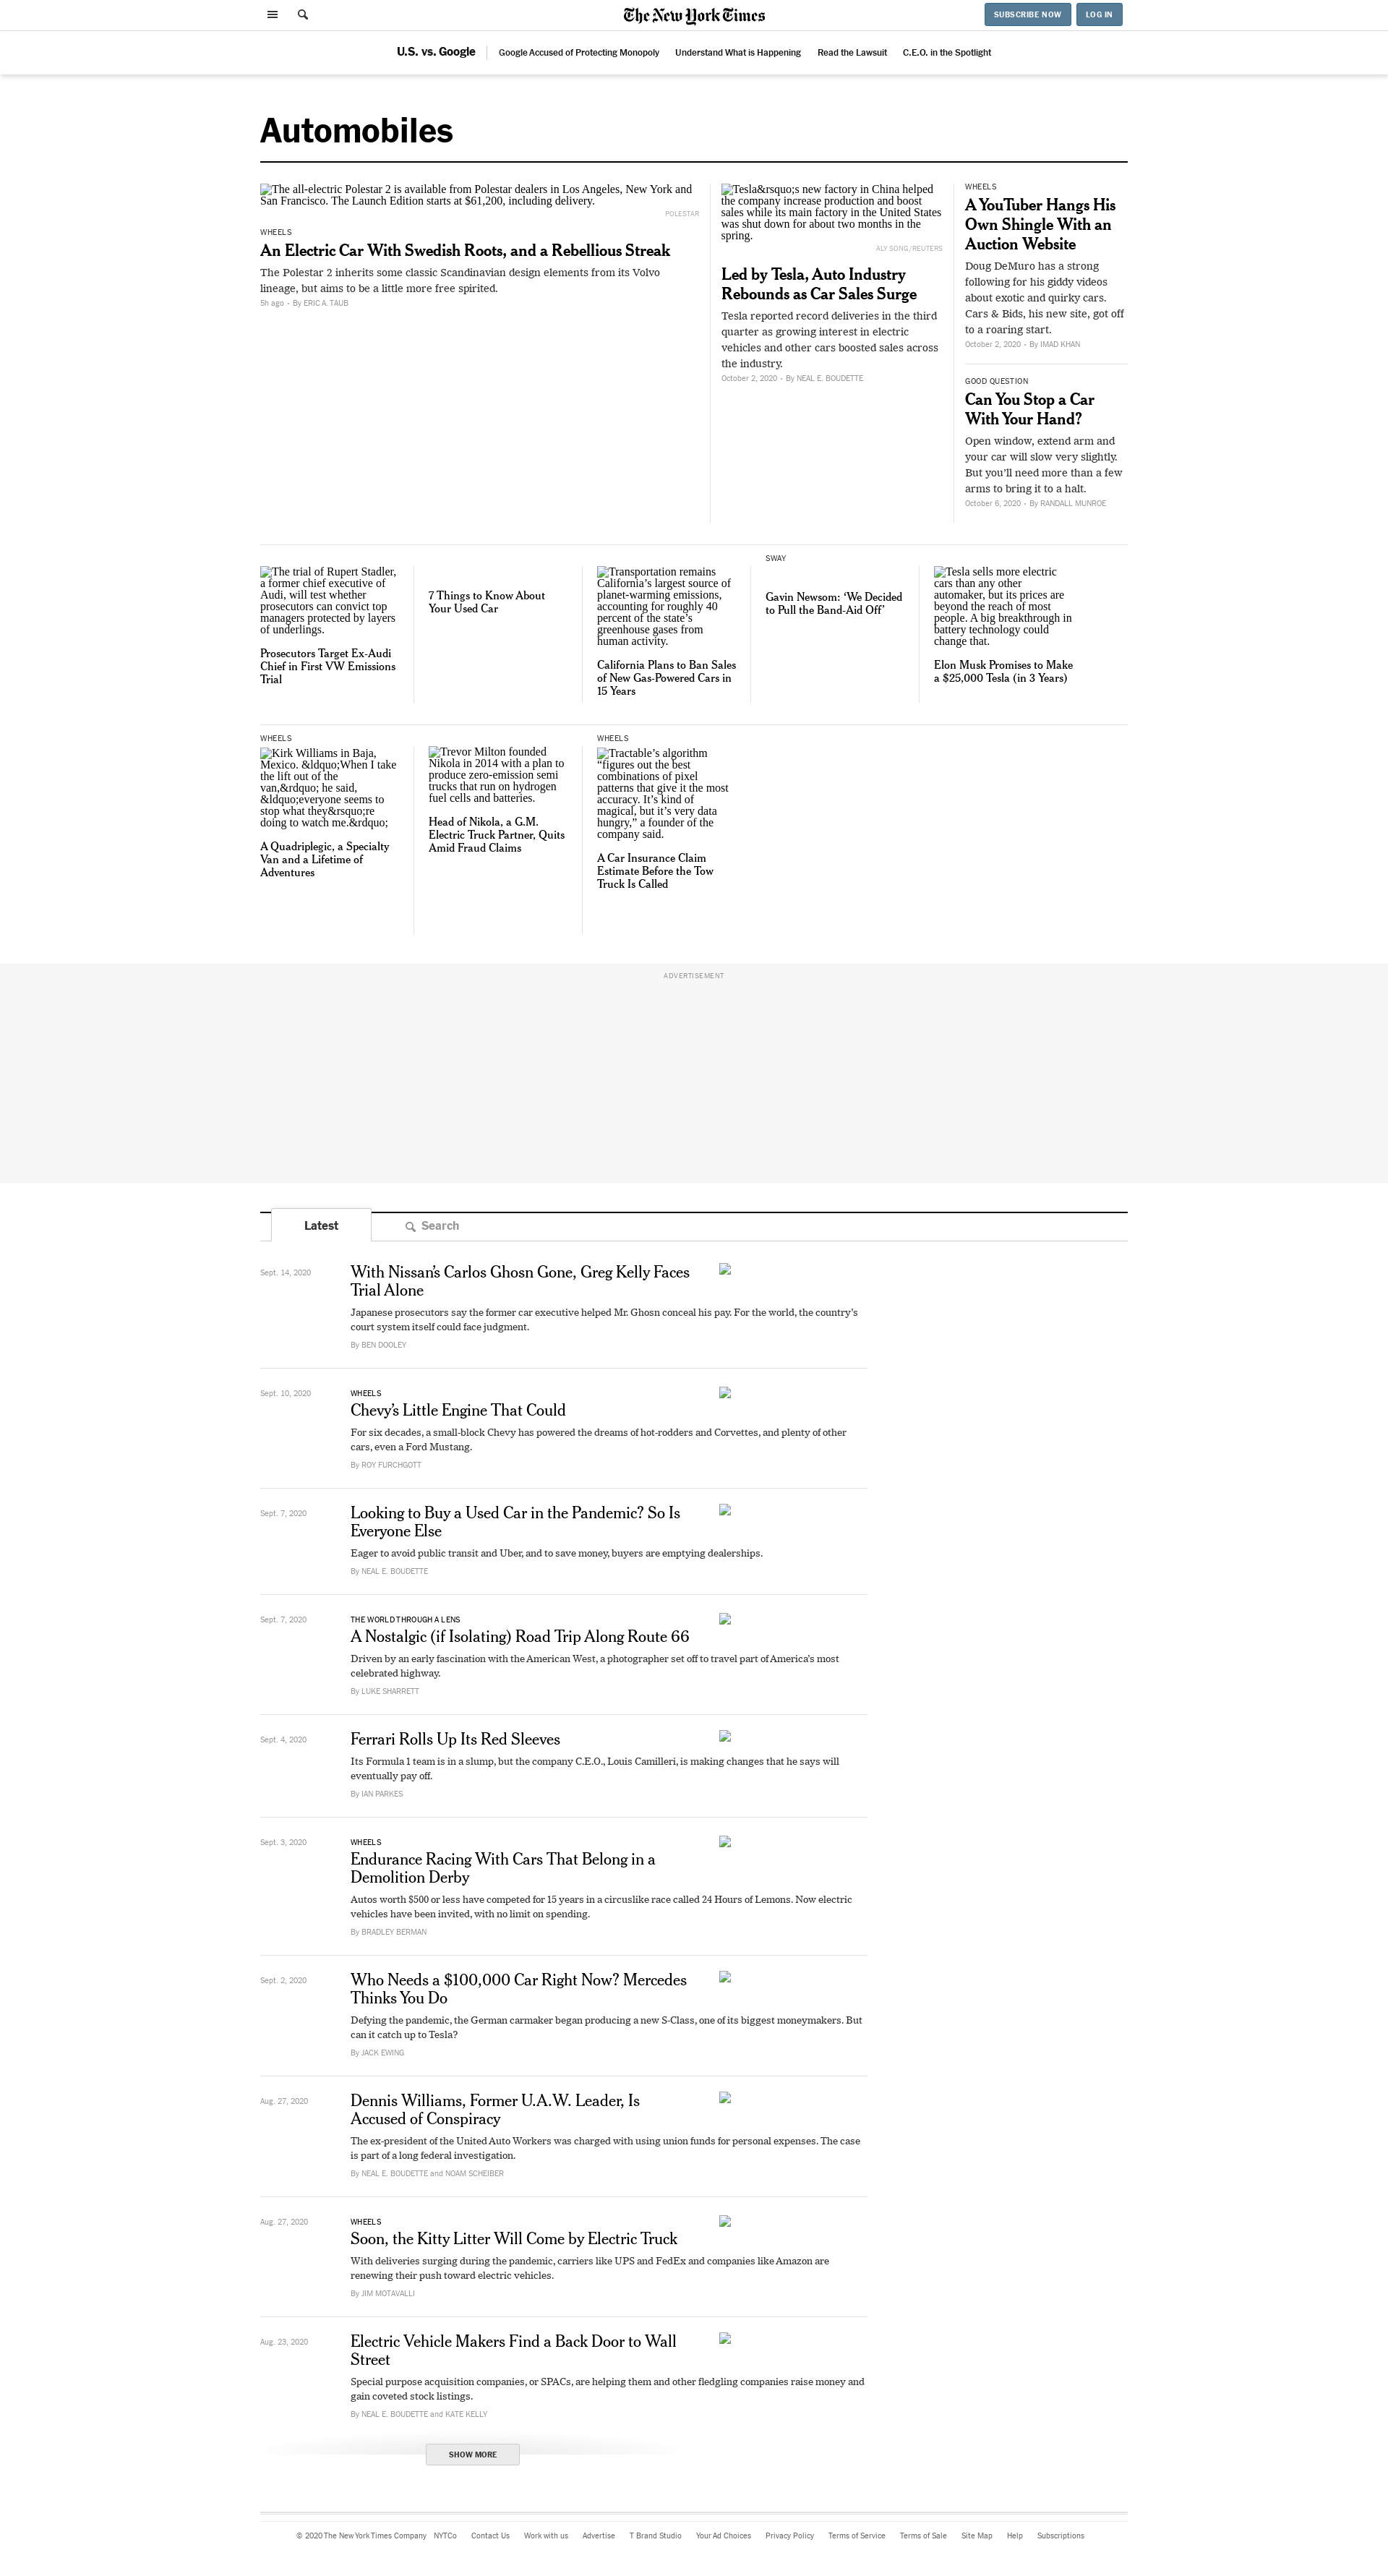 The New York Times
SUBSCRIBE NOW
LOG IN
U.S. vs. Google
Google Accused of Protecting Monopoly
Understand What is Happening
Read the Lawsuit
C.E.O. in the Spotlight
Automobiles
The all-electric Polestar 2 is available from Polestar dealers in Los Angeles, New York and
San Francisco. The Launch Edition starts at $61,200, including delivery.
POLESTAR
WHEELS
An Electric Car With Swedish Roots, and a Rebellious Streak
The Polestar 2 inherits some classic Scandinavian design elements from its Volvo
lineage, but aims to be a little more free spirited.
5h ago • By ERIC A. TAUB
Tesla&rsquo;s new factory in China helped
the company increase production and boost
sales while its main factory in the United States
was shut down for about two months in the
spring.
ALY SONG/REUTERS
Led by Tesla, Auto Industry
Rebounds as Car Sales Surge
Tesla reported record deliveries in the third
quarter as growing interest in electric
vehicles and other cars boosted sales across
the industry.
October 2, 2020 • By NEAL E. BOUDETTE
WHEELS
A YouTuber Hangs His
Own Shingle With an
Auction Website
Doug DeMuro has a strong
following for his giddy videos
about exotic and quirky cars.
Cars & Bids, his new site, got off
to a roaring start.
October 2, 2020 • By IMAD KHAN
GOOD QUESTION
Can You Stop a Car
With Your Hand?
Open window, extend arm and
your car will slow very slightly.
But you’ll need more than a few
arms to bring it to a halt.
October 6, 2020 • By RANDALL MUNROE
The trial of Rupert Stadler,
a former chief executive of
Audi, will test whether
prosecutors can convict top
managers protected by layers
of underlings.
Prosecutors Target Ex-Audi
Chief in First VW Emissions
Trial
7 Things to Know About
Your Used Car
Transportation remains
California’s largest source of
planet-warming emissions,
accounting for roughly 40
percent of the state’s
greenhouse gases from
human activity.
California Plans to Ban Sales
of New Gas-Powered Cars in
15 Years
SWAY
Gavin Newsom: ‘We Decided
to Pull the Band-Aid Off’
Tesla sells more electric
cars than any other
automaker, but its prices are
beyond the reach of most
people. A big breakthrough in
battery technology could
change that.
Elon Musk Promises to Make
a $25,000 Tesla (in 3 Years)
WHEELS
Kirk Williams in Baja,
Mexico. &ldquo;When I take
the lift out of the
van,&rdquo; he said,
&ldquo;everyone seems to
stop what they&rsquo;re
doing to watch me.&rdquo;
A Quadriplegic, a Specialty
Van and a Lifetime of
Adventures
Trevor Milton founded
Nikola in 2014 with a plan to
produce zero-emission semi
trucks that run on hydrogen
fuel cells and batteries.
Head of Nikola, a G.M.
Electric Truck Partner, Quits
Amid Fraud Claims
WHEELS
Tractable’s algorithm
“figures out the best
combinations of pixel
patterns that give it the most
accuracy. It’s kind of
magical, but it’s very data
hungry,” a founder of the
company said.
A Car Insurance Claim
Estimate Before the Tow
Truck Is Called
ADVERTISEMENT
Latest
Search
Sept. 14, 2020
With Nissan’s Carlos Ghosn Gone, Greg Kelly Faces
Trial Alone
Japanese prosecutors say the former car executive helped Mr. Ghosn conceal his pay. For the world, the country’s
court system itself could face judgment.
By BEN DOOLEY
Sept. 10, 2020
WHEELS
Chevy’s Little Engine That Could
For six decades, a small-block Chevy has powered the dreams of hot-rodders and Corvettes, and plenty of other
cars, even a Ford Mustang.
By ROY FURCHGOTT
Sept. 7, 2020
Looking to Buy a Used Car in the Pandemic? So Is
Everyone Else
Eager to avoid public transit and Uber, and to save money, buyers are emptying dealerships.
By NEAL E. BOUDETTE
Sept. 7, 2020
THE WORLD THROUGH A LENS
A Nostalgic (if Isolating) Road Trip Along Route 66
Driven by an early fascination with the American West, a photographer set off to travel part of America’s most
celebrated highway.
By LUKE SHARRETT
Sept. 4, 2020
Ferrari Rolls Up Its Red Sleeves
Its Formula 1 team is in a slump, but the company C.E.O., Louis Camilleri, is making changes that he says will
eventually pay off.
By IAN PARKES
Sept. 3, 2020
WHEELS
Endurance Racing With Cars That Belong in a
Demolition Derby
Autos worth $500 or less have competed for 15 years in a circuslike race called 24 Hours of Lemons. Now electric
vehicles have been invited, with no limit on spending.
By BRADLEY BERMAN
Sept. 2, 2020
Who Needs a $100,000 Car Right Now? Mercedes
Thinks You Do
Defying the pandemic, the German carmaker began producing a new S-Class, one of its biggest moneymakers. But
can it catch up to Tesla?
By JACK EWING
Aug. 27, 2020
Dennis Williams, Former U.A.W. Leader, Is
Accused of Conspiracy
The ex-president of the United Auto Workers was charged with using union funds for personal expenses. The case
is part of a long federal investigation.
By NEAL E. BOUDETTE and NOAM SCHEIBER
Aug. 27, 2020
WHEELS
Soon, the Kitty Litter Will Come by Electric Truck
With deliveries surging during the pandemic, carriers like UPS and FedEx and companies like Amazon are
renewing their push toward electric vehicles.
By JIM MOTAVALLI
Aug. 23, 2020
Electric Vehicle Makers Find a Back Door to Wall
Street
Special purpose acquisition companies, or SPACs, are helping them and other fledgling companies raise money and
gain coveted stock listings.
By NEAL E. BOUDETTE and KATE KELLY
SHOW MORE
© 2020 The New York Times Company
NYTCo
Contact Us
Work with us
Advertise
T Brand Studio
Your Ad Choices
Privacy Policy
Terms of Service
Terms of Sale
Site Map
Help
Subscriptions